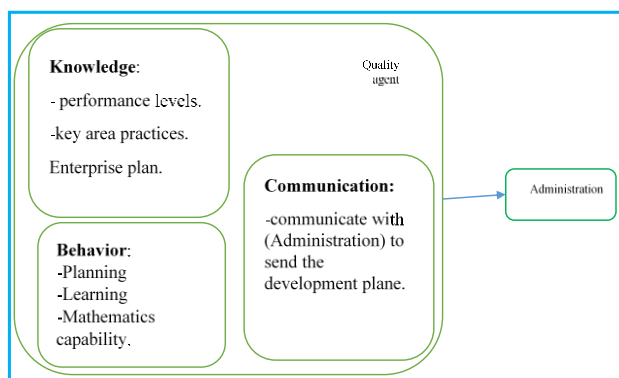 Knowledge:
- performance levels.
-key area practices.
Enterprise plan.
Quality
agent
Communication:
-communicate with
(Administration) to
send the
development plane.
Administration
Behavior:
-Planning
-Learning
-Mathematics
capability.